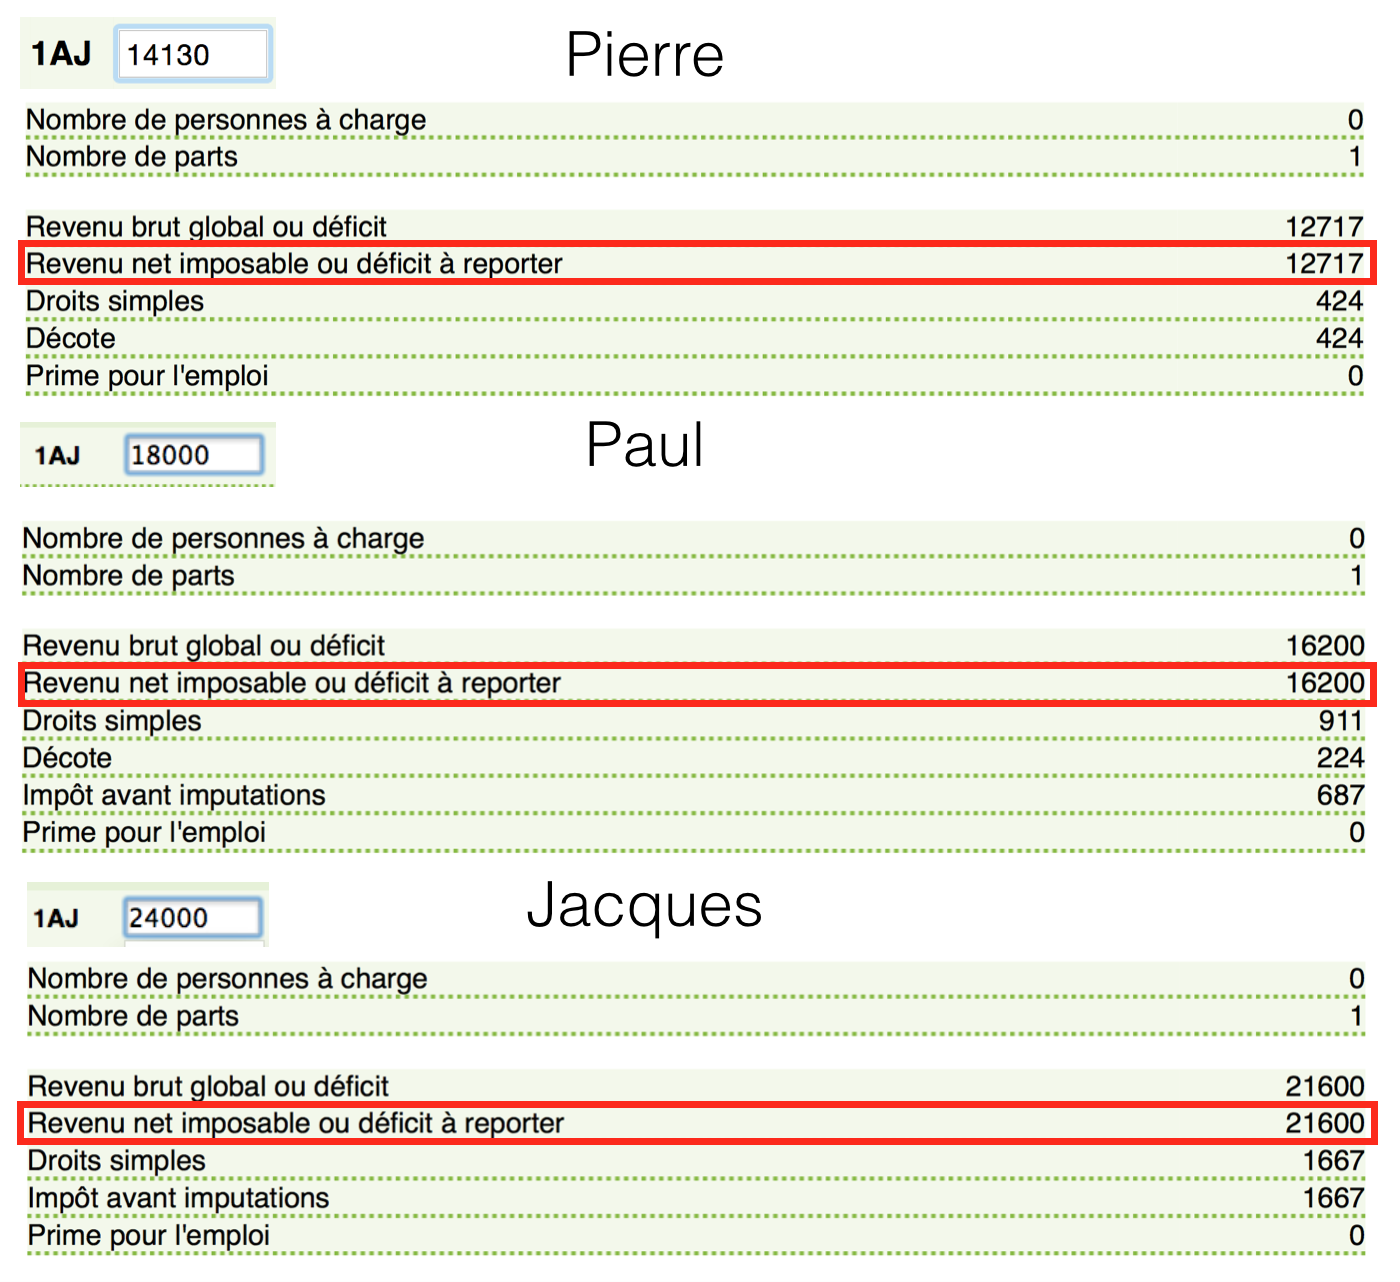 1AJ 14130 Pierre
Nombre de personnes à charge 0
Nombre de parts 1
Revenu brut global ou déficit 12717
Revenu net imposable ou déficit à reporter 12717
Droits simples 424
Décote 424
Prime pour l'emploi 0
1AJ 18000 Paul
Nombre de personnes à charge 0
Nombre de parts 1
Revenu brut global ou déficit 16200
Revenu net imposable ou déficit à reporter 16200
Droits simples 911
Décote 224
Impôt avant imputations 687
Prime pour l'emploi 0
1AJ 24000 Jacques
Nombre de personnes à charge 0
Nombre de parts 1
Revenu brut global ou déficit 21600
Revenu net imposable ou déficit à reporter 21600
Droits simples 1667
Impôt avant imputations 1667
Prime pour l'emploi 0